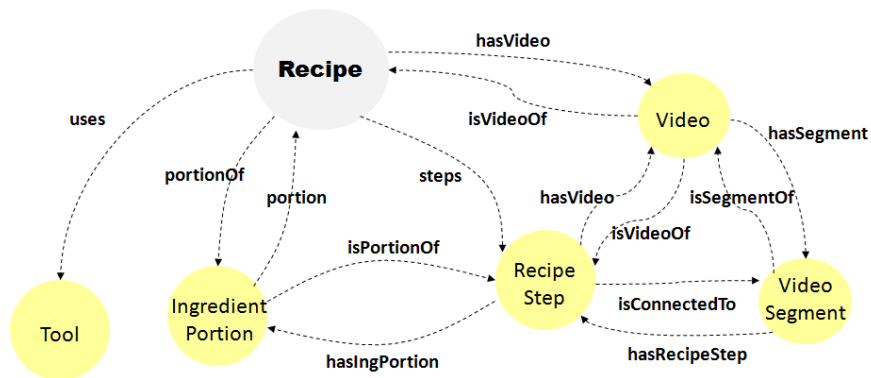 hasVideo
Recipe
uses
isVideoOf
Video
hasSegment
portionOf
portion
steps
hasVideo
isSegmentOf
isVideoOf
isPortionOf
Recipe
Step
Ingredient
Portion
Video
Segment
Tool
isConnectedTo
hasIngPortion
hasRecipeStep